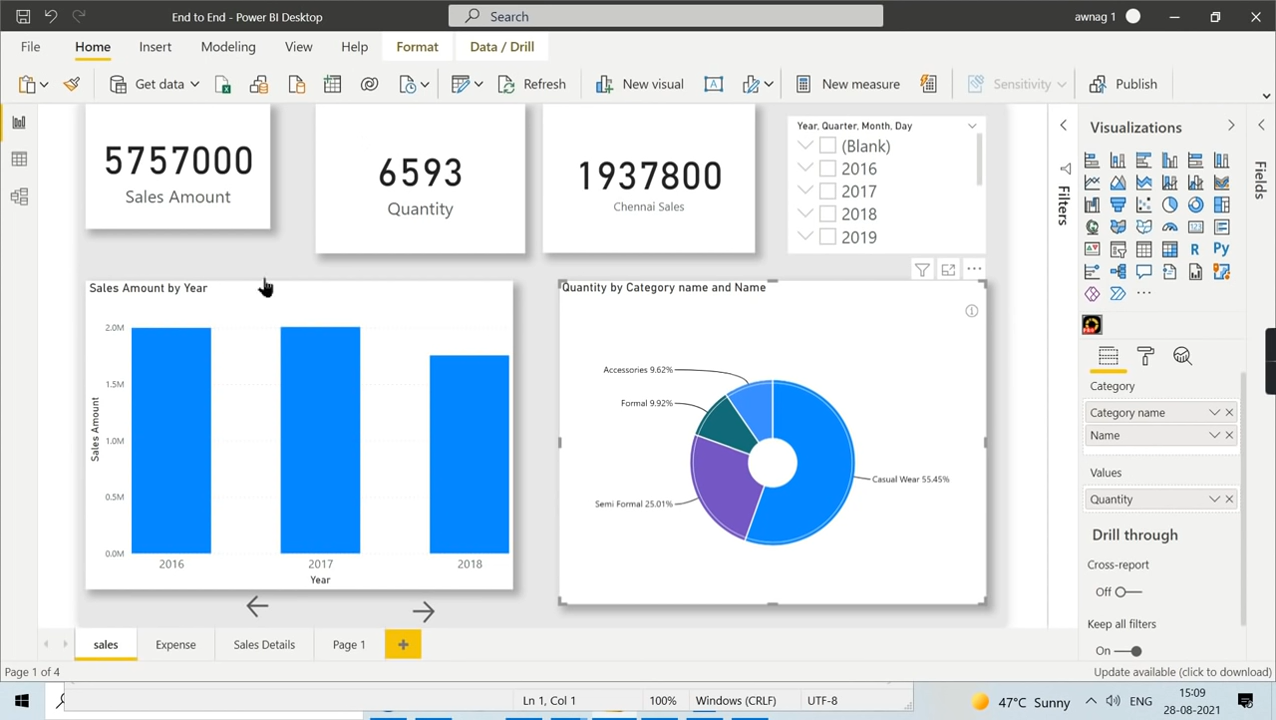 End to End - Power BI Desktop
Search
awnag 1
File Home Insert Modeling View Help Format Data / Drill
Get data
Refresh
New visual
New measure
Sensitivity
Publish
5757000
Sales Amount
6593
Quantity
1937800
Chennai Sales
Year, Quarter, Month, Day
(Blank)
2016
2017
2018
2019
Filters
Visualizations
Fields
R
Py
Sales Amount by Year
2.0M
1.5M
1.0M
0.5M
0.0M
Sales Amount
2016 2017 2018
Year
Quantity by Category name and Name
Accessories 9.62%
Formal 9.92%
Semi Formal 25.01%
Casual Wear 55.45%
Category
Category name
Name
Values
Quantity
Drill through
Cross-report
Off
Keep all filters
On
sales Expense Sales Details Page 1
Page 1 of 4
Update available (click to download)
Ln 1, Col 1 100% Windows (CRLF) UTF-8
47°C Sunny
ENG
15:09
28-08-2021